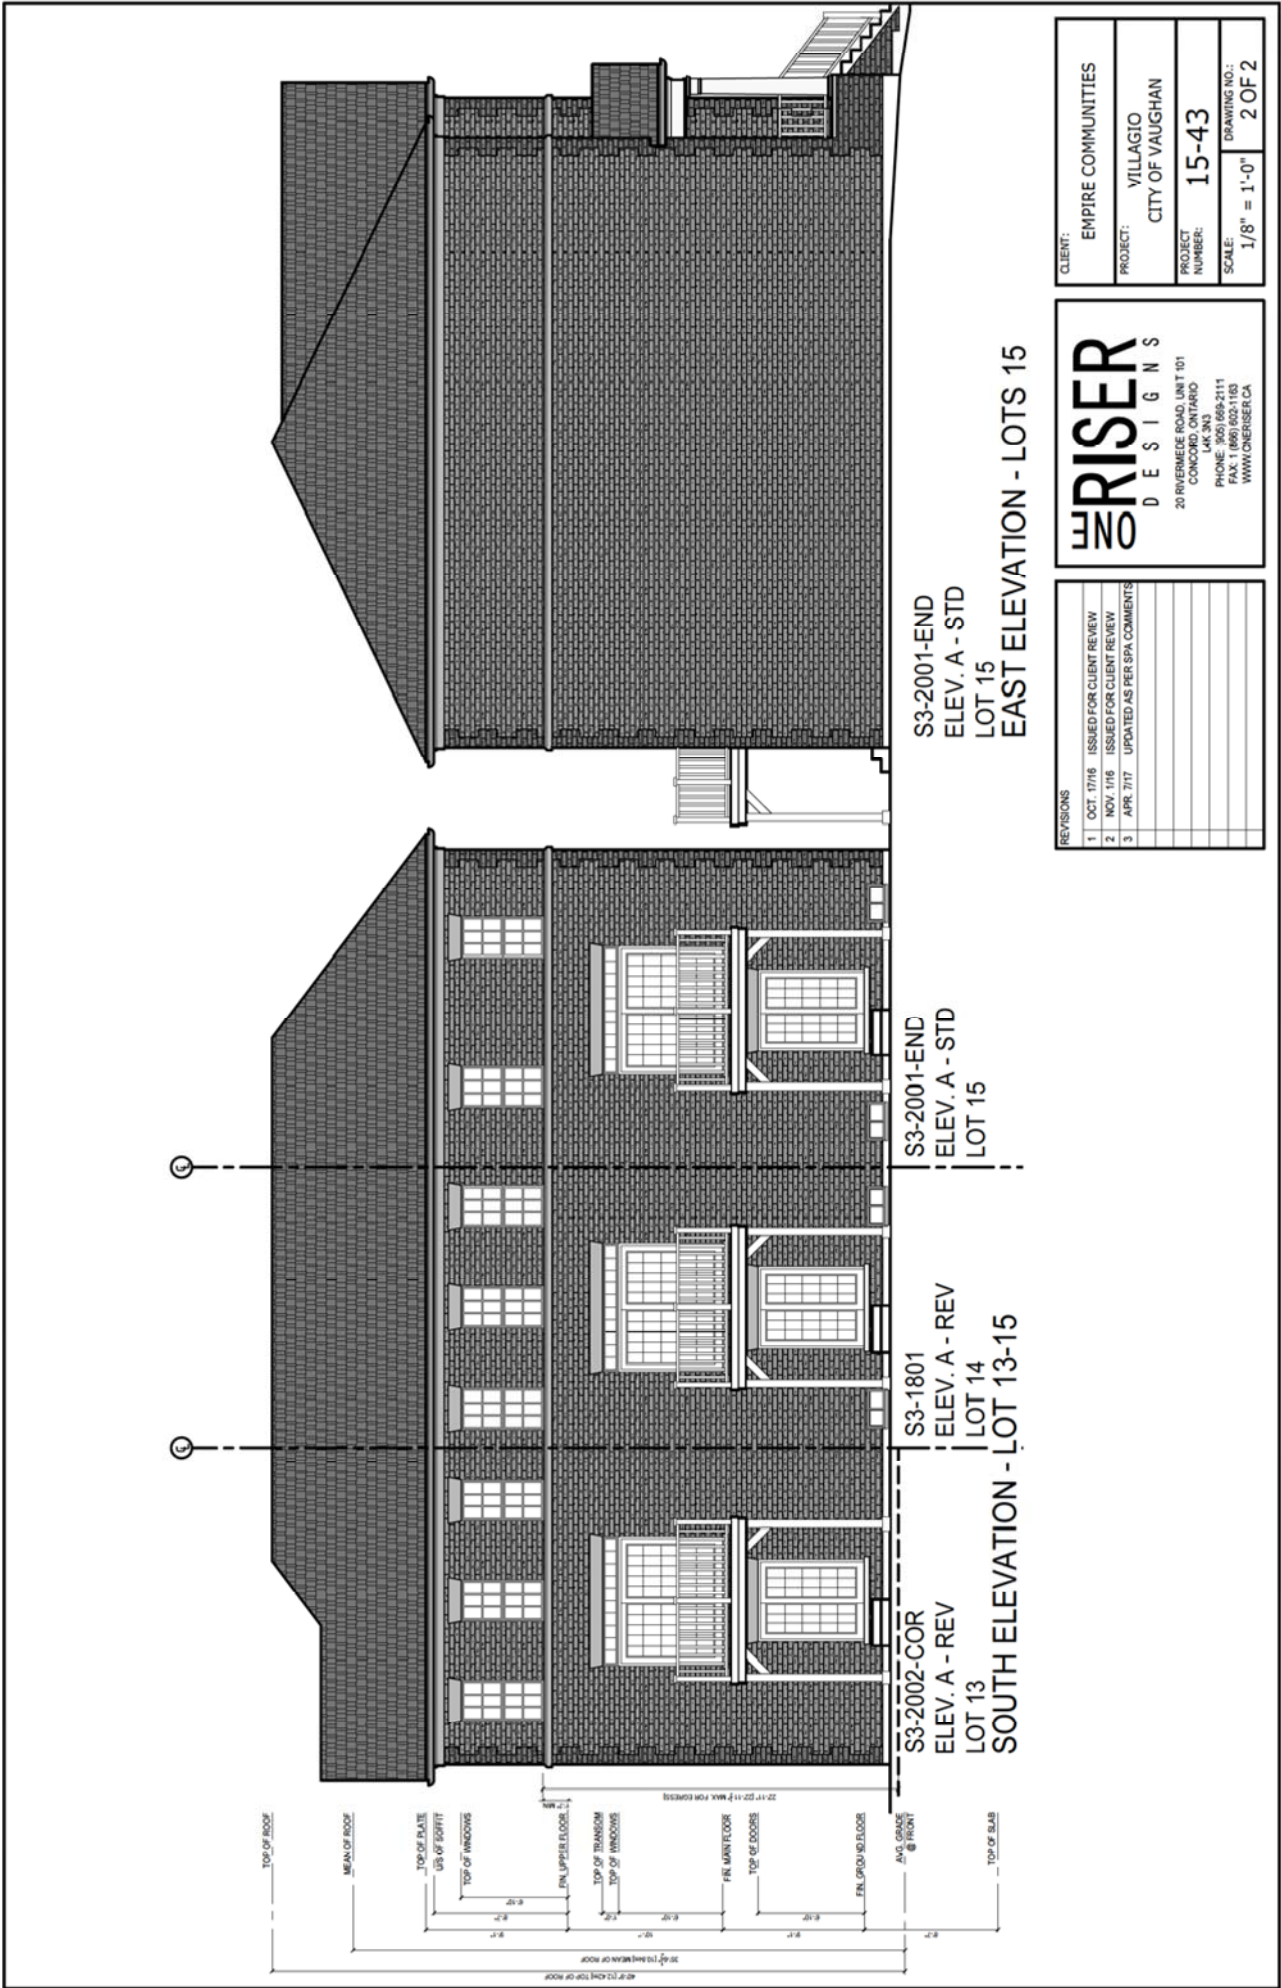 TOP OF ROOF
MEAN OF ROOF
TOP OF PLATE
U/S OF SOFFIT
TOP OF WINDOWS
FIN. UPPER FLOOR
TOP OF TRANSOM
TOP OF WINDOWS
FIN. MAIN FLOOR
TOP OF DOORS
FIN. GROUND FLOOR
AVG. GRADE
@ FRONT
TOP OF SLAB
S3-2002-COR
ELEV. A - REV
LOT 13
S3-1801
ELEV. A - REV
LOT 14
S3-2001-END
ELEV. A - STD
LOT 15
SOUTH ELEVATION - LOT 13-15
S3-2001-END
ELEV. A - STD
LOT 15
EAST ELEVATION - LOTS 15
REVISIONS
1 OCT. 17/16 ISSUED FOR CLIENT REVIEW
2 NOV. 1/16 ISSUED FOR CLIENT REVIEW
3 APR. 7/17 UPDATED AS PER SPA COMMENTS
ONE RISER
DESIGNS
20 RIVERMEDE ROAD, UNIT 101
CONCORD, ONTARIO
L4K 3N3
PHONE: (905) 669-2111
FAX: 1 (866) 602-1163
WWW.ONERISER.CA
CLIENT:
EMPIRE COMMUNITIES
PROJECT:
VILLAGIO
CITY OF VAUGHAN
PROJECT
NUMBER:
15-43
SCALE:
1/8" = 1'-0"
DRAWING NO.:
2 OF 2